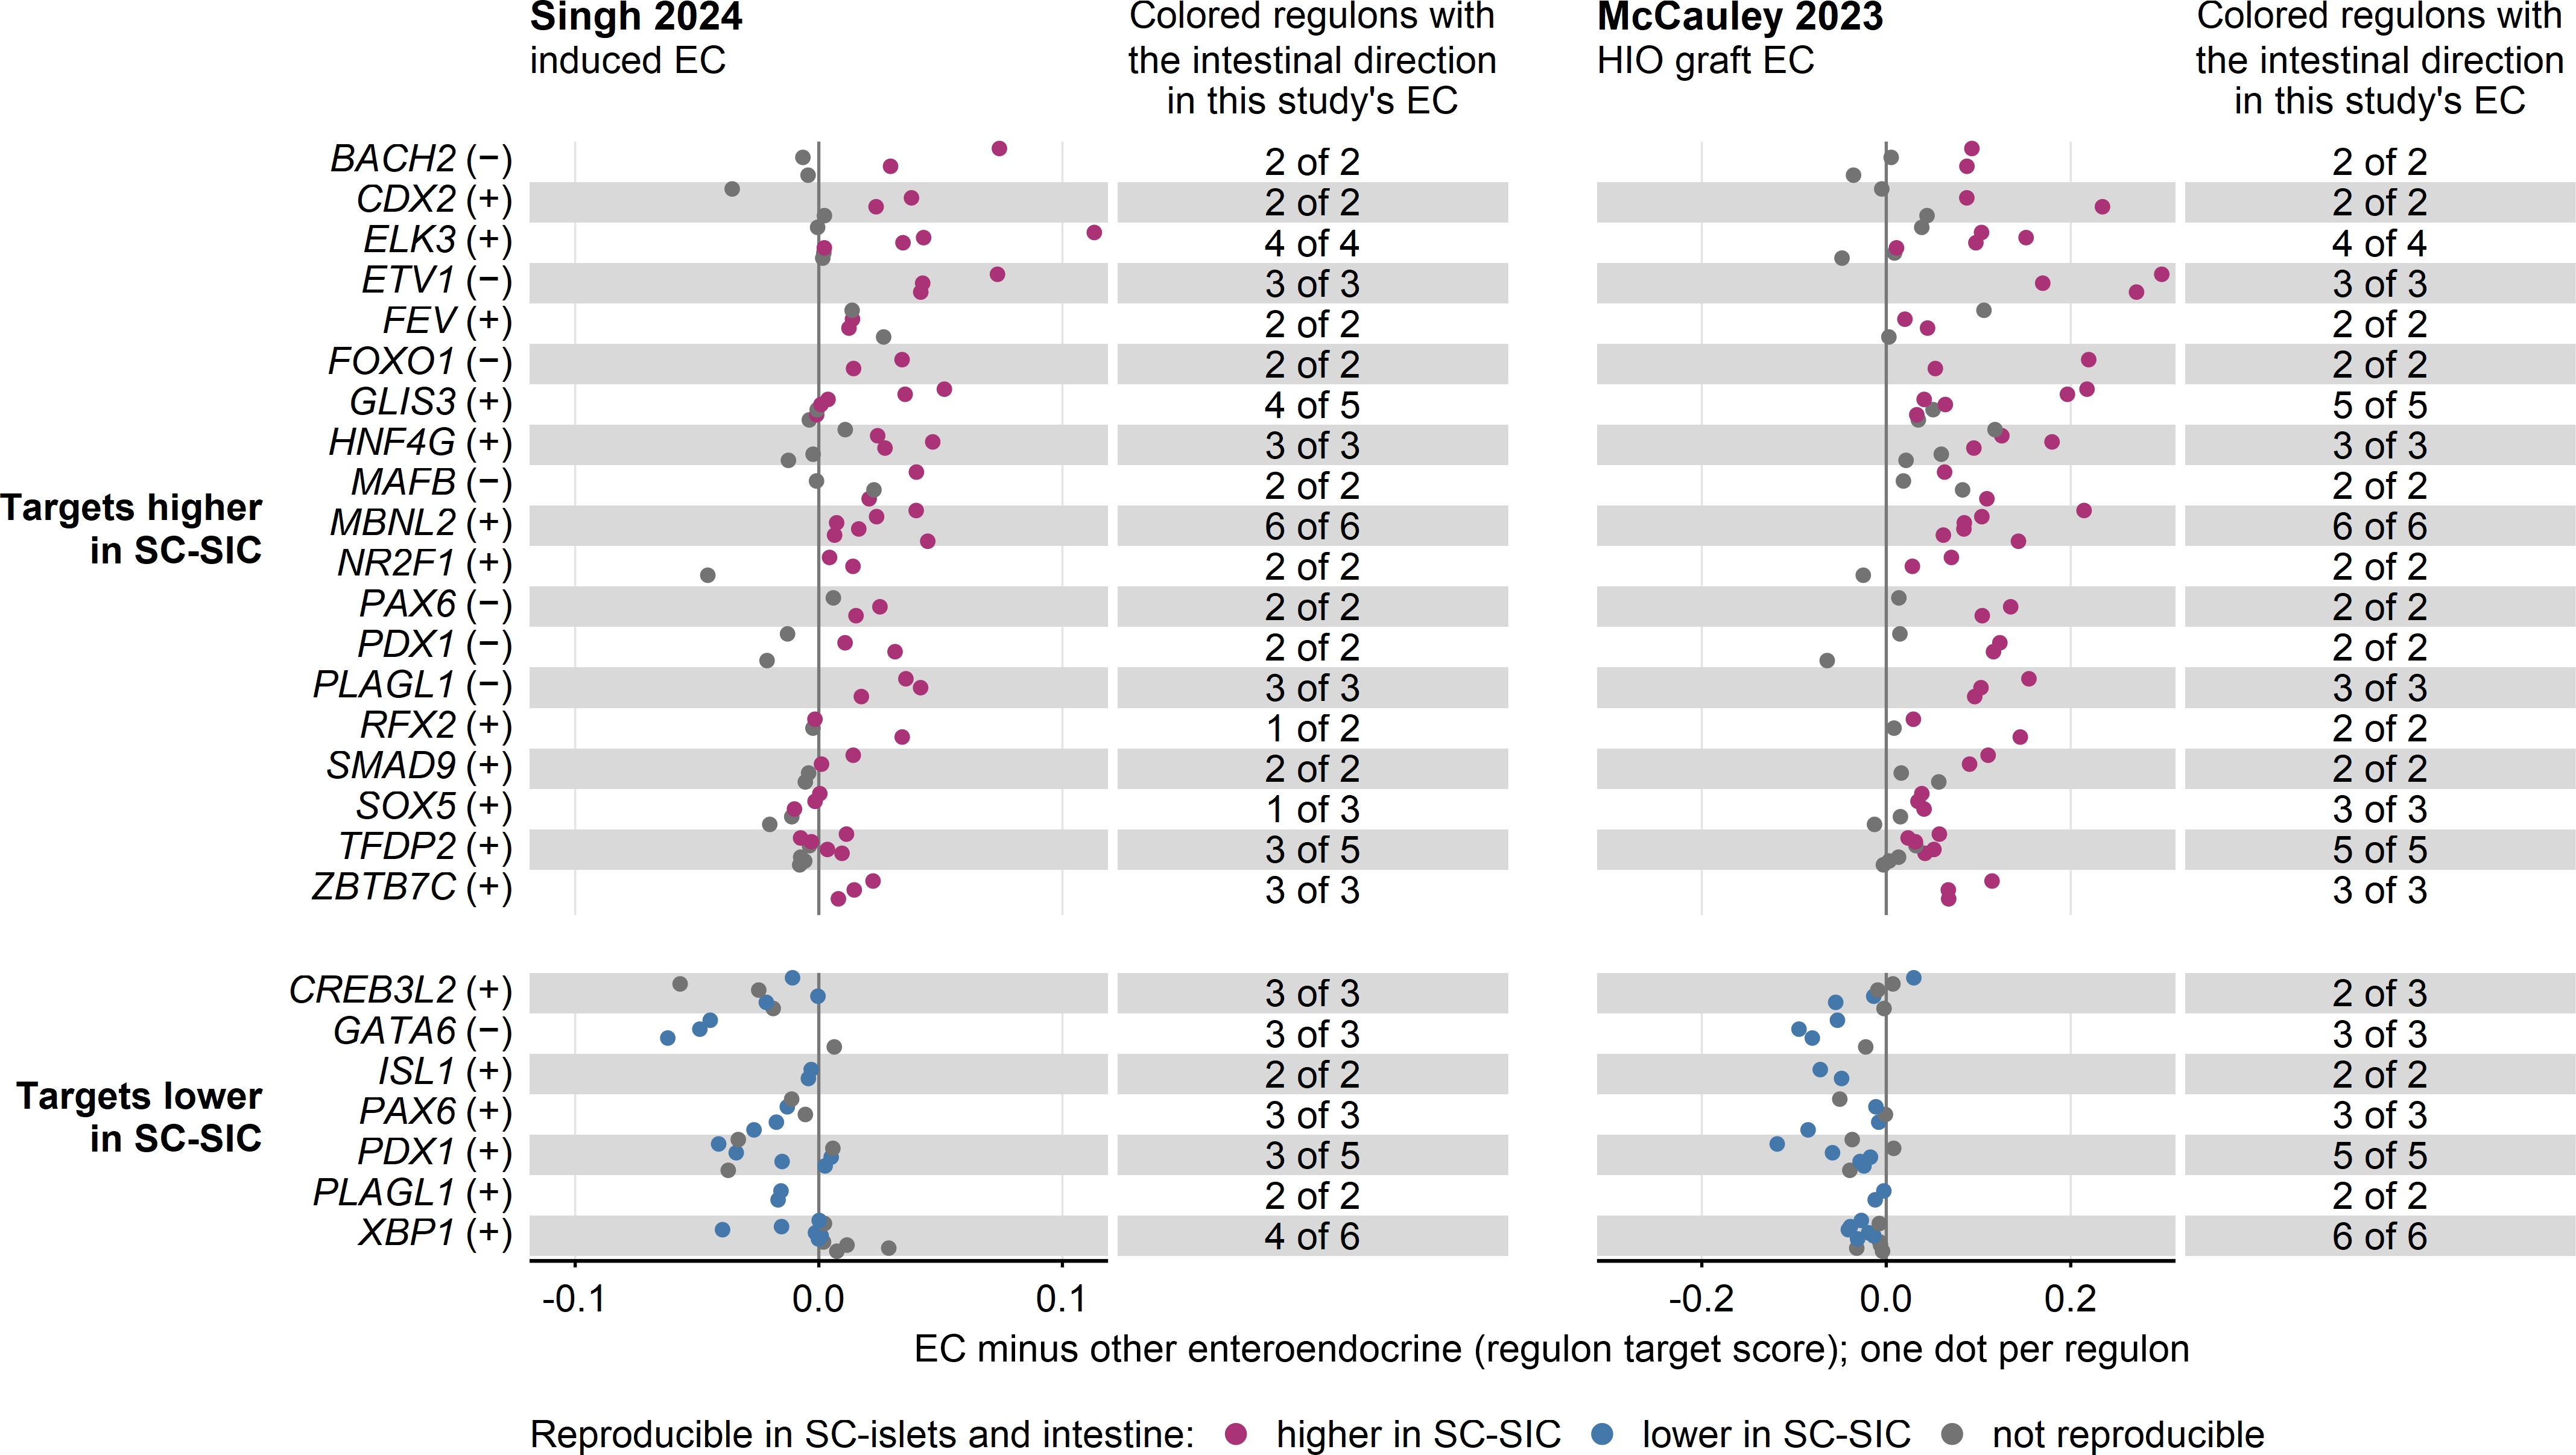 Singh 2024
induced EC
Colored regulons with
the intestinal direction
in this study's EC
McCauley 2023
HIO graft EC
Colored regulons with
the intestinal direction
in this study's EC
Targets higher
in SC-SIC
BACH2 (−) 2 of 2 2 of 2
CDX2 (+) 2 of 2 2 of 2
ELK3 (+) 4 of 4 4 of 4
ETV1 (−) 3 of 3 3 of 3
FEV (+) 2 of 2 2 of 2
FOXO1 (−) 2 of 2 2 of 2
GLIS3 (+) 4 of 5 5 of 5
HNF4G (+) 3 of 3 3 of 3
MAFB (−) 2 of 2 2 of 2
MBNL2 (+) 6 of 6 6 of 6
NR2F1 (+) 2 of 2 2 of 2
PAX6 (−) 2 of 2 2 of 2
PDX1 (−) 2 of 2 2 of 2
PLAGL1 (−) 3 of 3 3 of 3
RFX2 (+) 1 of 2 2 of 2
SMAD9 (+) 2 of 2 2 of 2
SOX5 (+) 1 of 3 3 of 3
TFDP2 (+) 3 of 5 5 of 5
ZBTB7C (+) 3 of 3 3 of 3
Targets lower
in SC-SIC
CREB3L2 (+) 3 of 3 2 of 3
GATA6 (−) 3 of 3 3 of 3
ISL1 (+) 2 of 2 2 of 2
PAX6 (+) 3 of 3 3 of 3
PDX1 (+) 3 of 5 5 of 5
PLAGL1 (+) 2 of 2 2 of 2
XBP1 (+) 4 of 6 6 of 6
-0.1 0.0 0.1 -0.2 0.0 0.2
EC minus other enteroendocrine (regulon target score); one dot per regulon
Reproducible in SC-islets and intestine: higher in SC-SIC lower in SC-SIC not reproducible